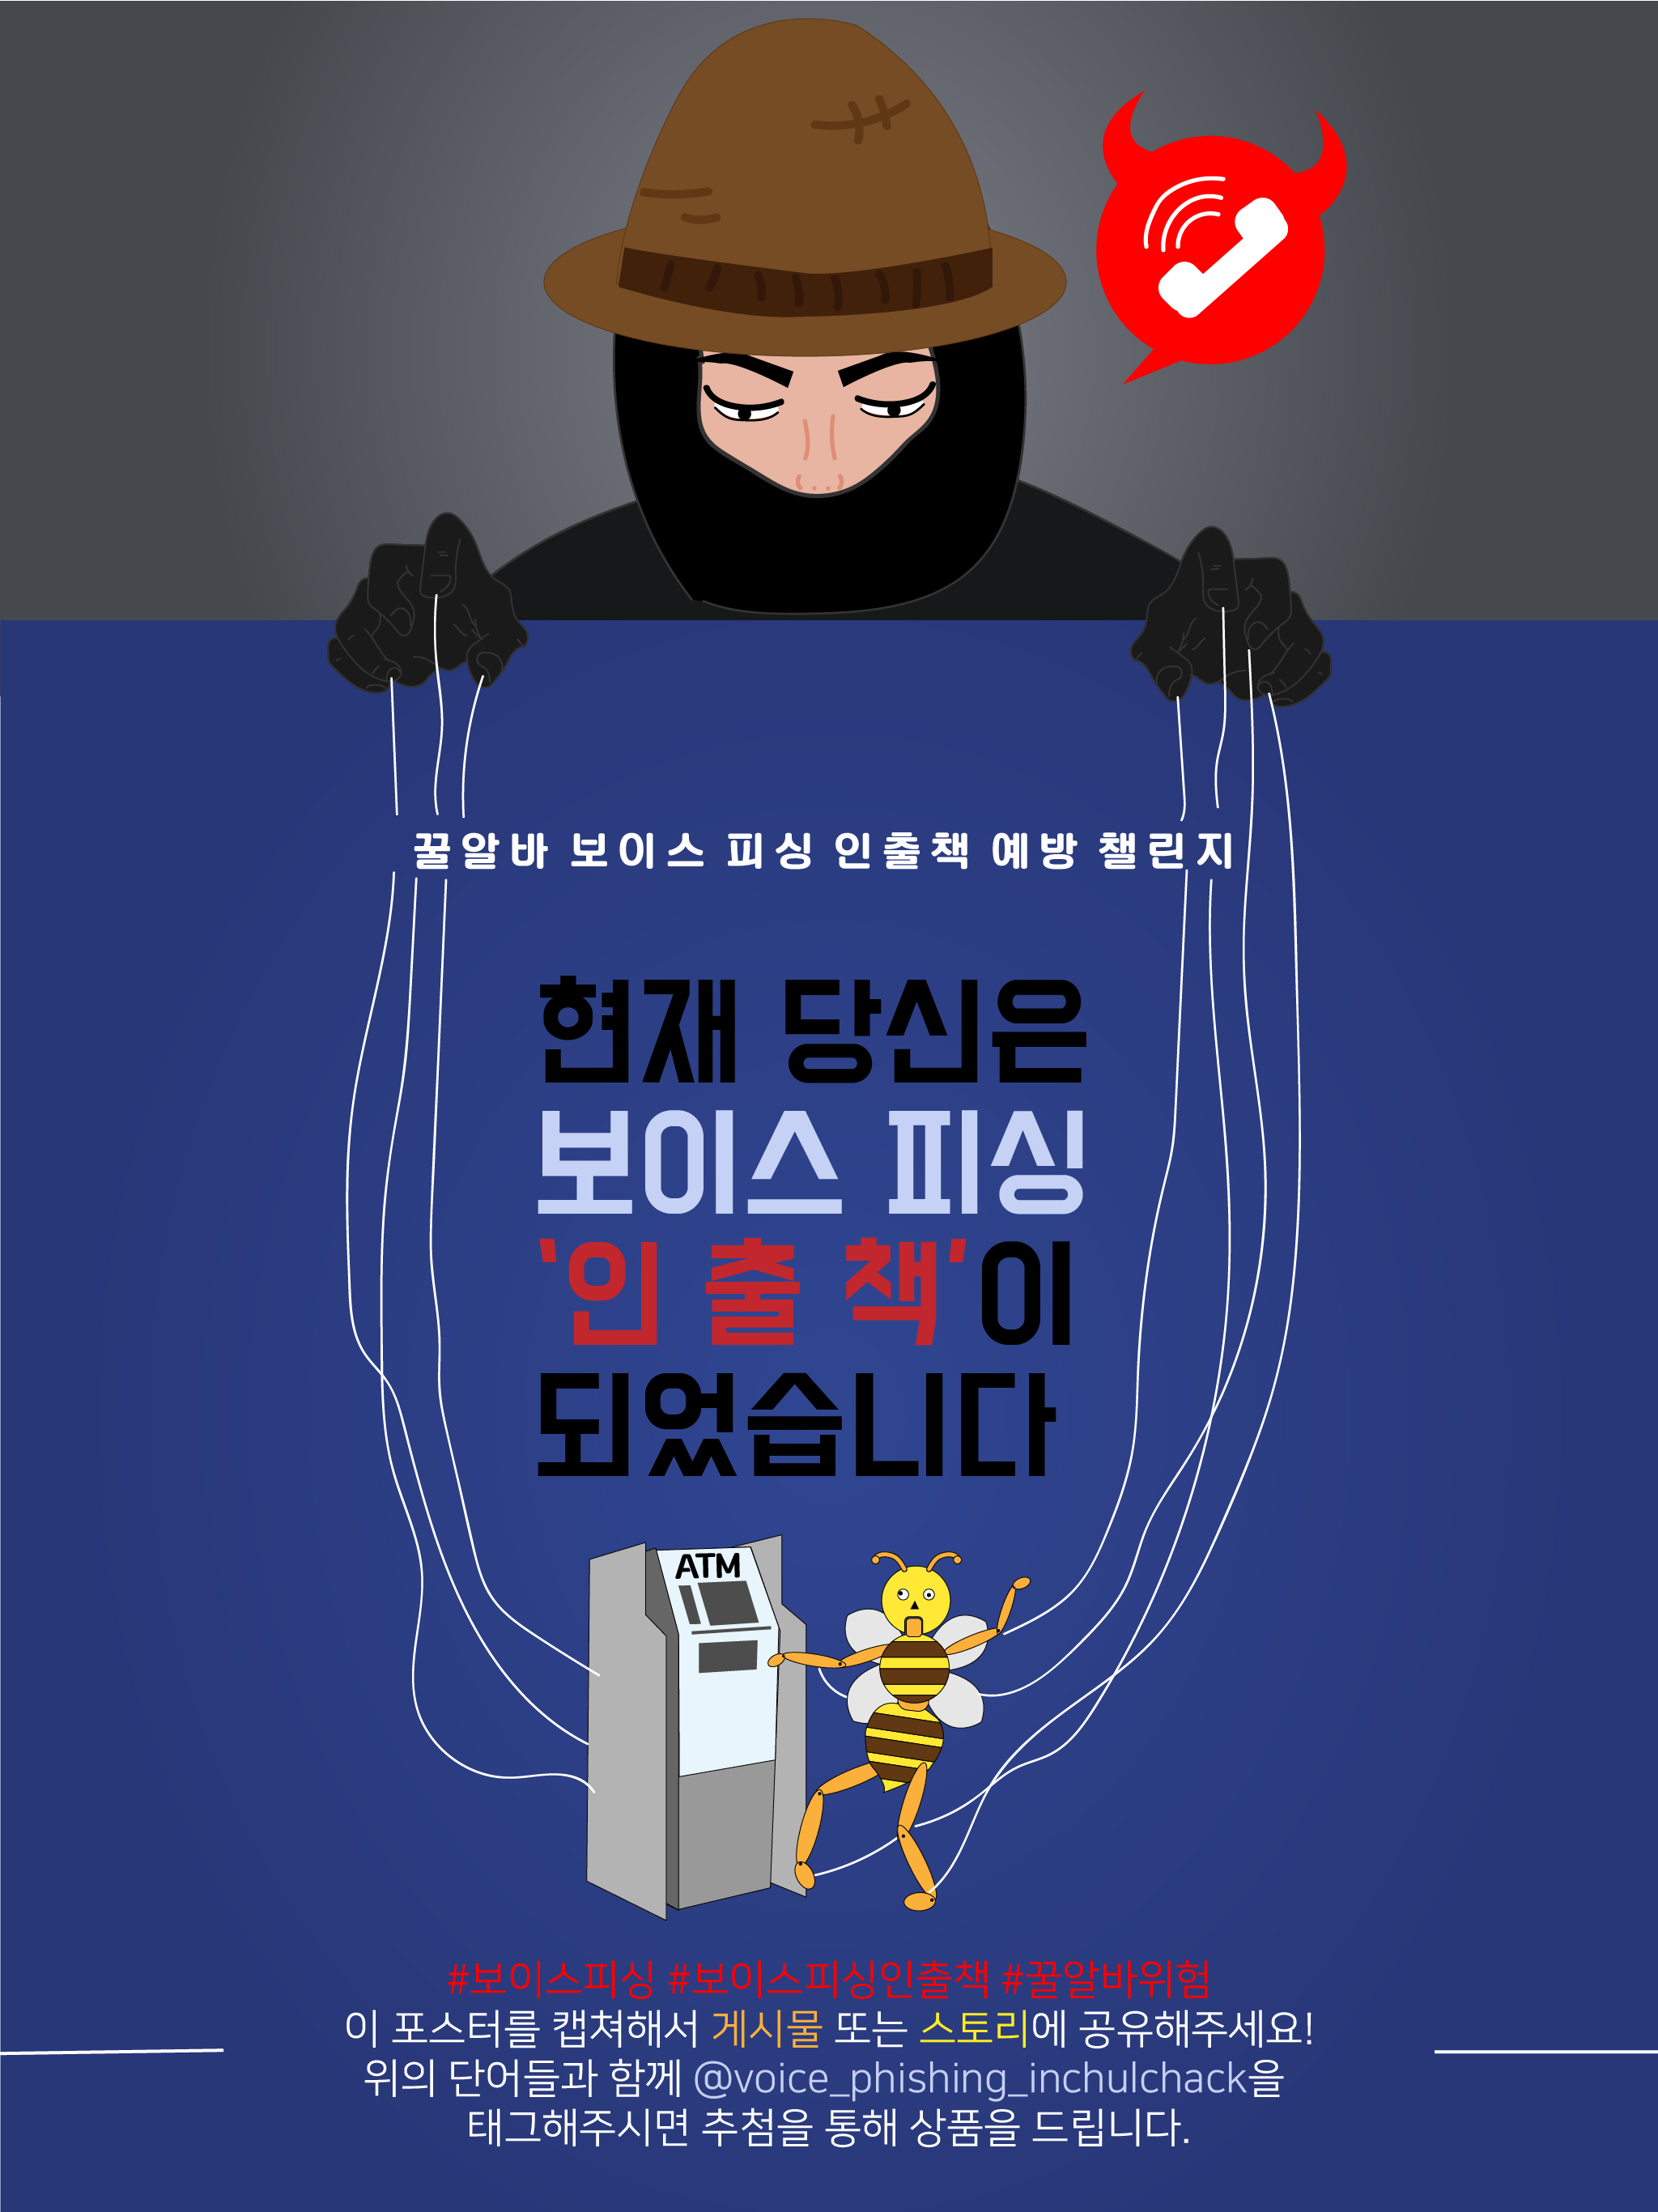 꿀알바 보이스 피싱 인출책 예방 챌린지
현재 당신은
보이스 피싱
'인 출 책'이
되었습니다
ATM
#보이스피싱 #보이스피싱인출책 #꿀알바위험
이 포스터를 캡쳐해서 게시물 또는 스토리에 공유해주세요!
위의 단어들과 함께 @voice_phishing_inchulchack을
태그해주시면 추첨을 통해 상품을 드립니다.